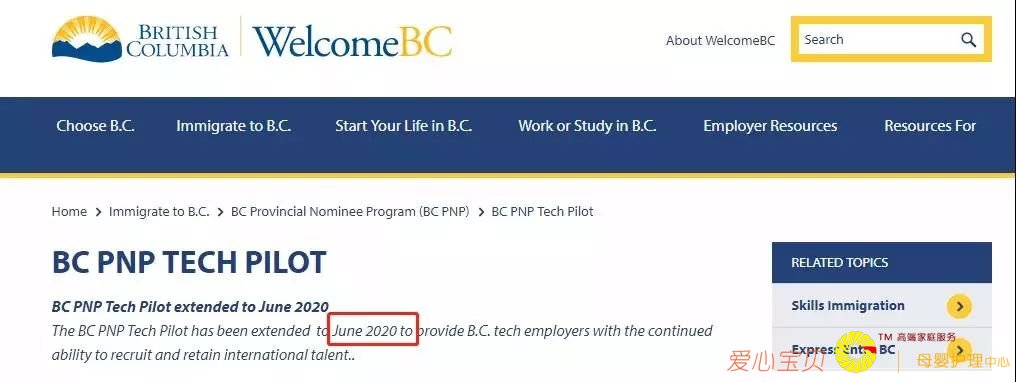 BRITISH
COLUMBIA
WelcomeBC
About WelcomeBC
Search
Choose B.C. Immigrate to B.C. Start Your Life in B.C. Work or Study in B.C. Employer Resources Resources For
Home > Immigrate to B.C. > BC Provincial Nominee Program (BC PNP) > BC PNP Tech Pilot
BC PNP TECH PILOT
BC PNP Tech Pilot extended to June 2020
The BC PNP Tech Pilot has been extended to June 2020 to provide B.C. tech employers with the continued
ability to recruit and retain international talent..
RELATED TOPICS
Skills Immigration
Express Entry BC
爱心宝贝
TM 高端家庭服务
母婴护理中心